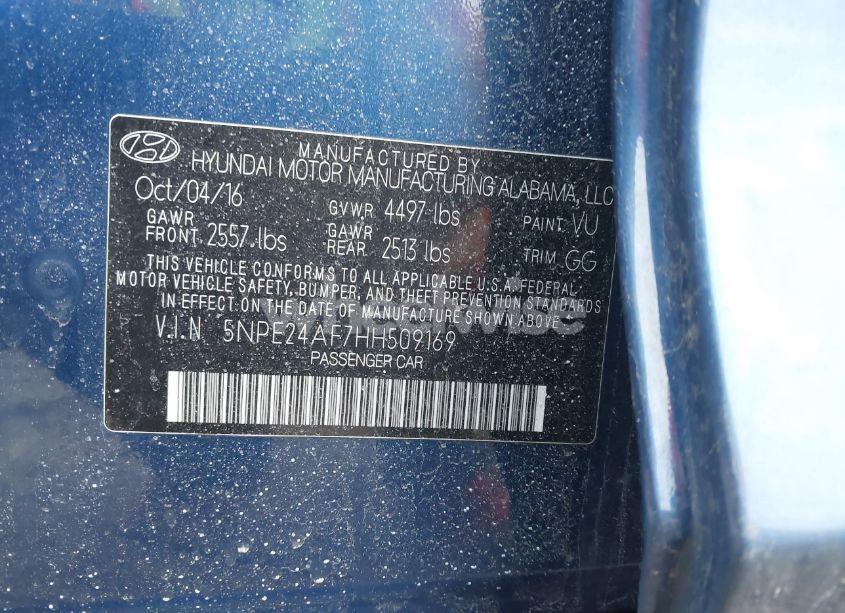 MANUFACTURED BY
HYUNDAI MOTOR MANUFACTURING ALABAMA, LLC
Oct/04/16 GVWR 4497 lbs PAINT VU
GAWR FRONT 2557 lbs GAWR REAR 2513 lbs TRIM GG
THIS VEHICLE CONFORMS TO ALL APPLICABLE U.S.A. FEDERAL
MOTOR VEHICLE SAFETY, BUMPER, AND THEFT PREVENTION STANDARDS
IN EFFECT ON THE DATE OF MANUFACTURE SHOWN ABOVE.
V.I.N 5NPE24AF7HH509169
PASSENGER CAR